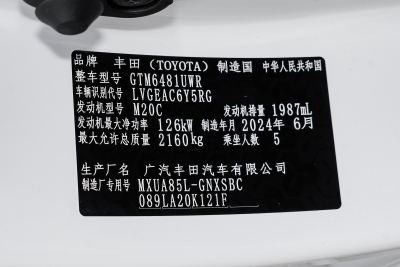 品牌 丰田 (TOYOTA) 制造国 中华人民共和国
整车型号 GTM6481UWR
车辆识别代号 LVGEAC6Y5RG
发动机型号 M20C 发动机排量 1987mL
发动机最大净功率 126kW 制造年月 2024 年 6月
最大允许总质量 2160kg 乘坐人数 5
生产厂名 广汽丰田汽车有限公司
制造厂专用号 MXUA85L-GNXSBC
089LA20K121F